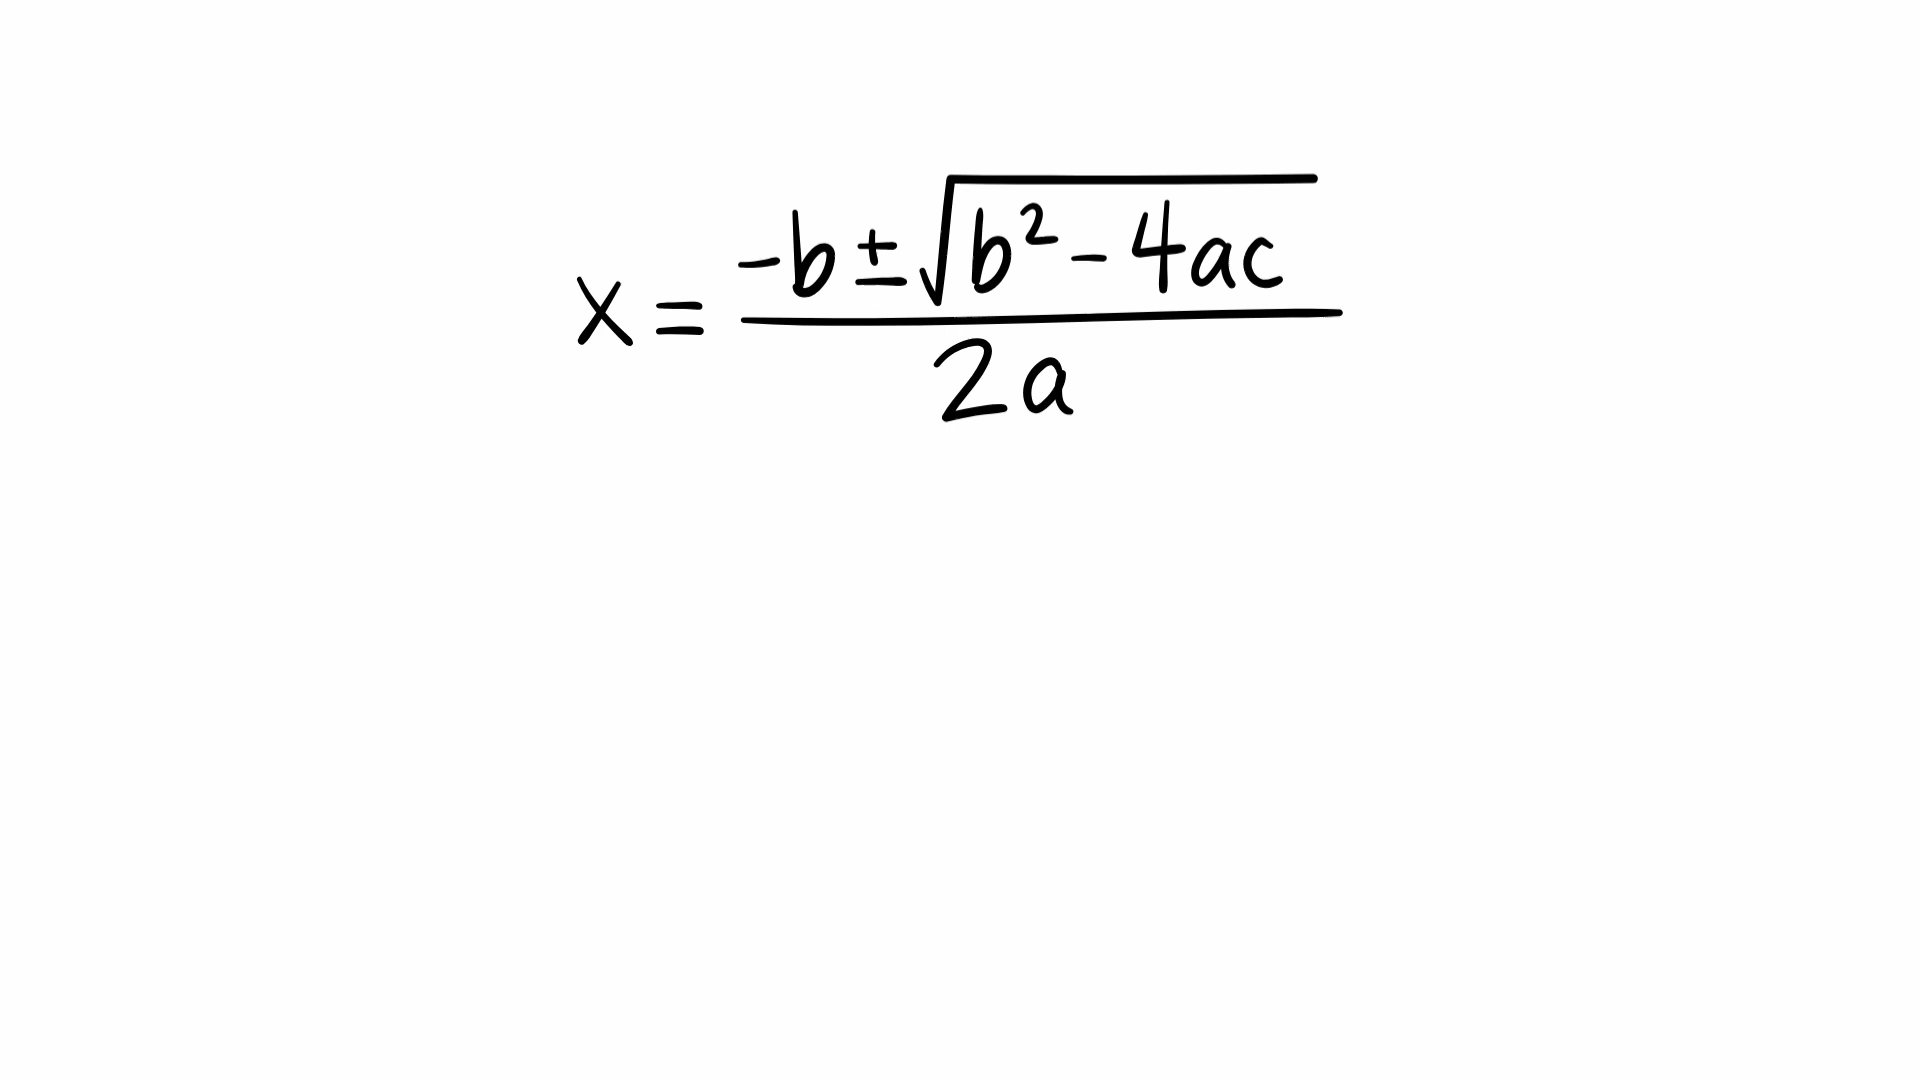 x = (-b ± √(b² - 4ac)) / 2a